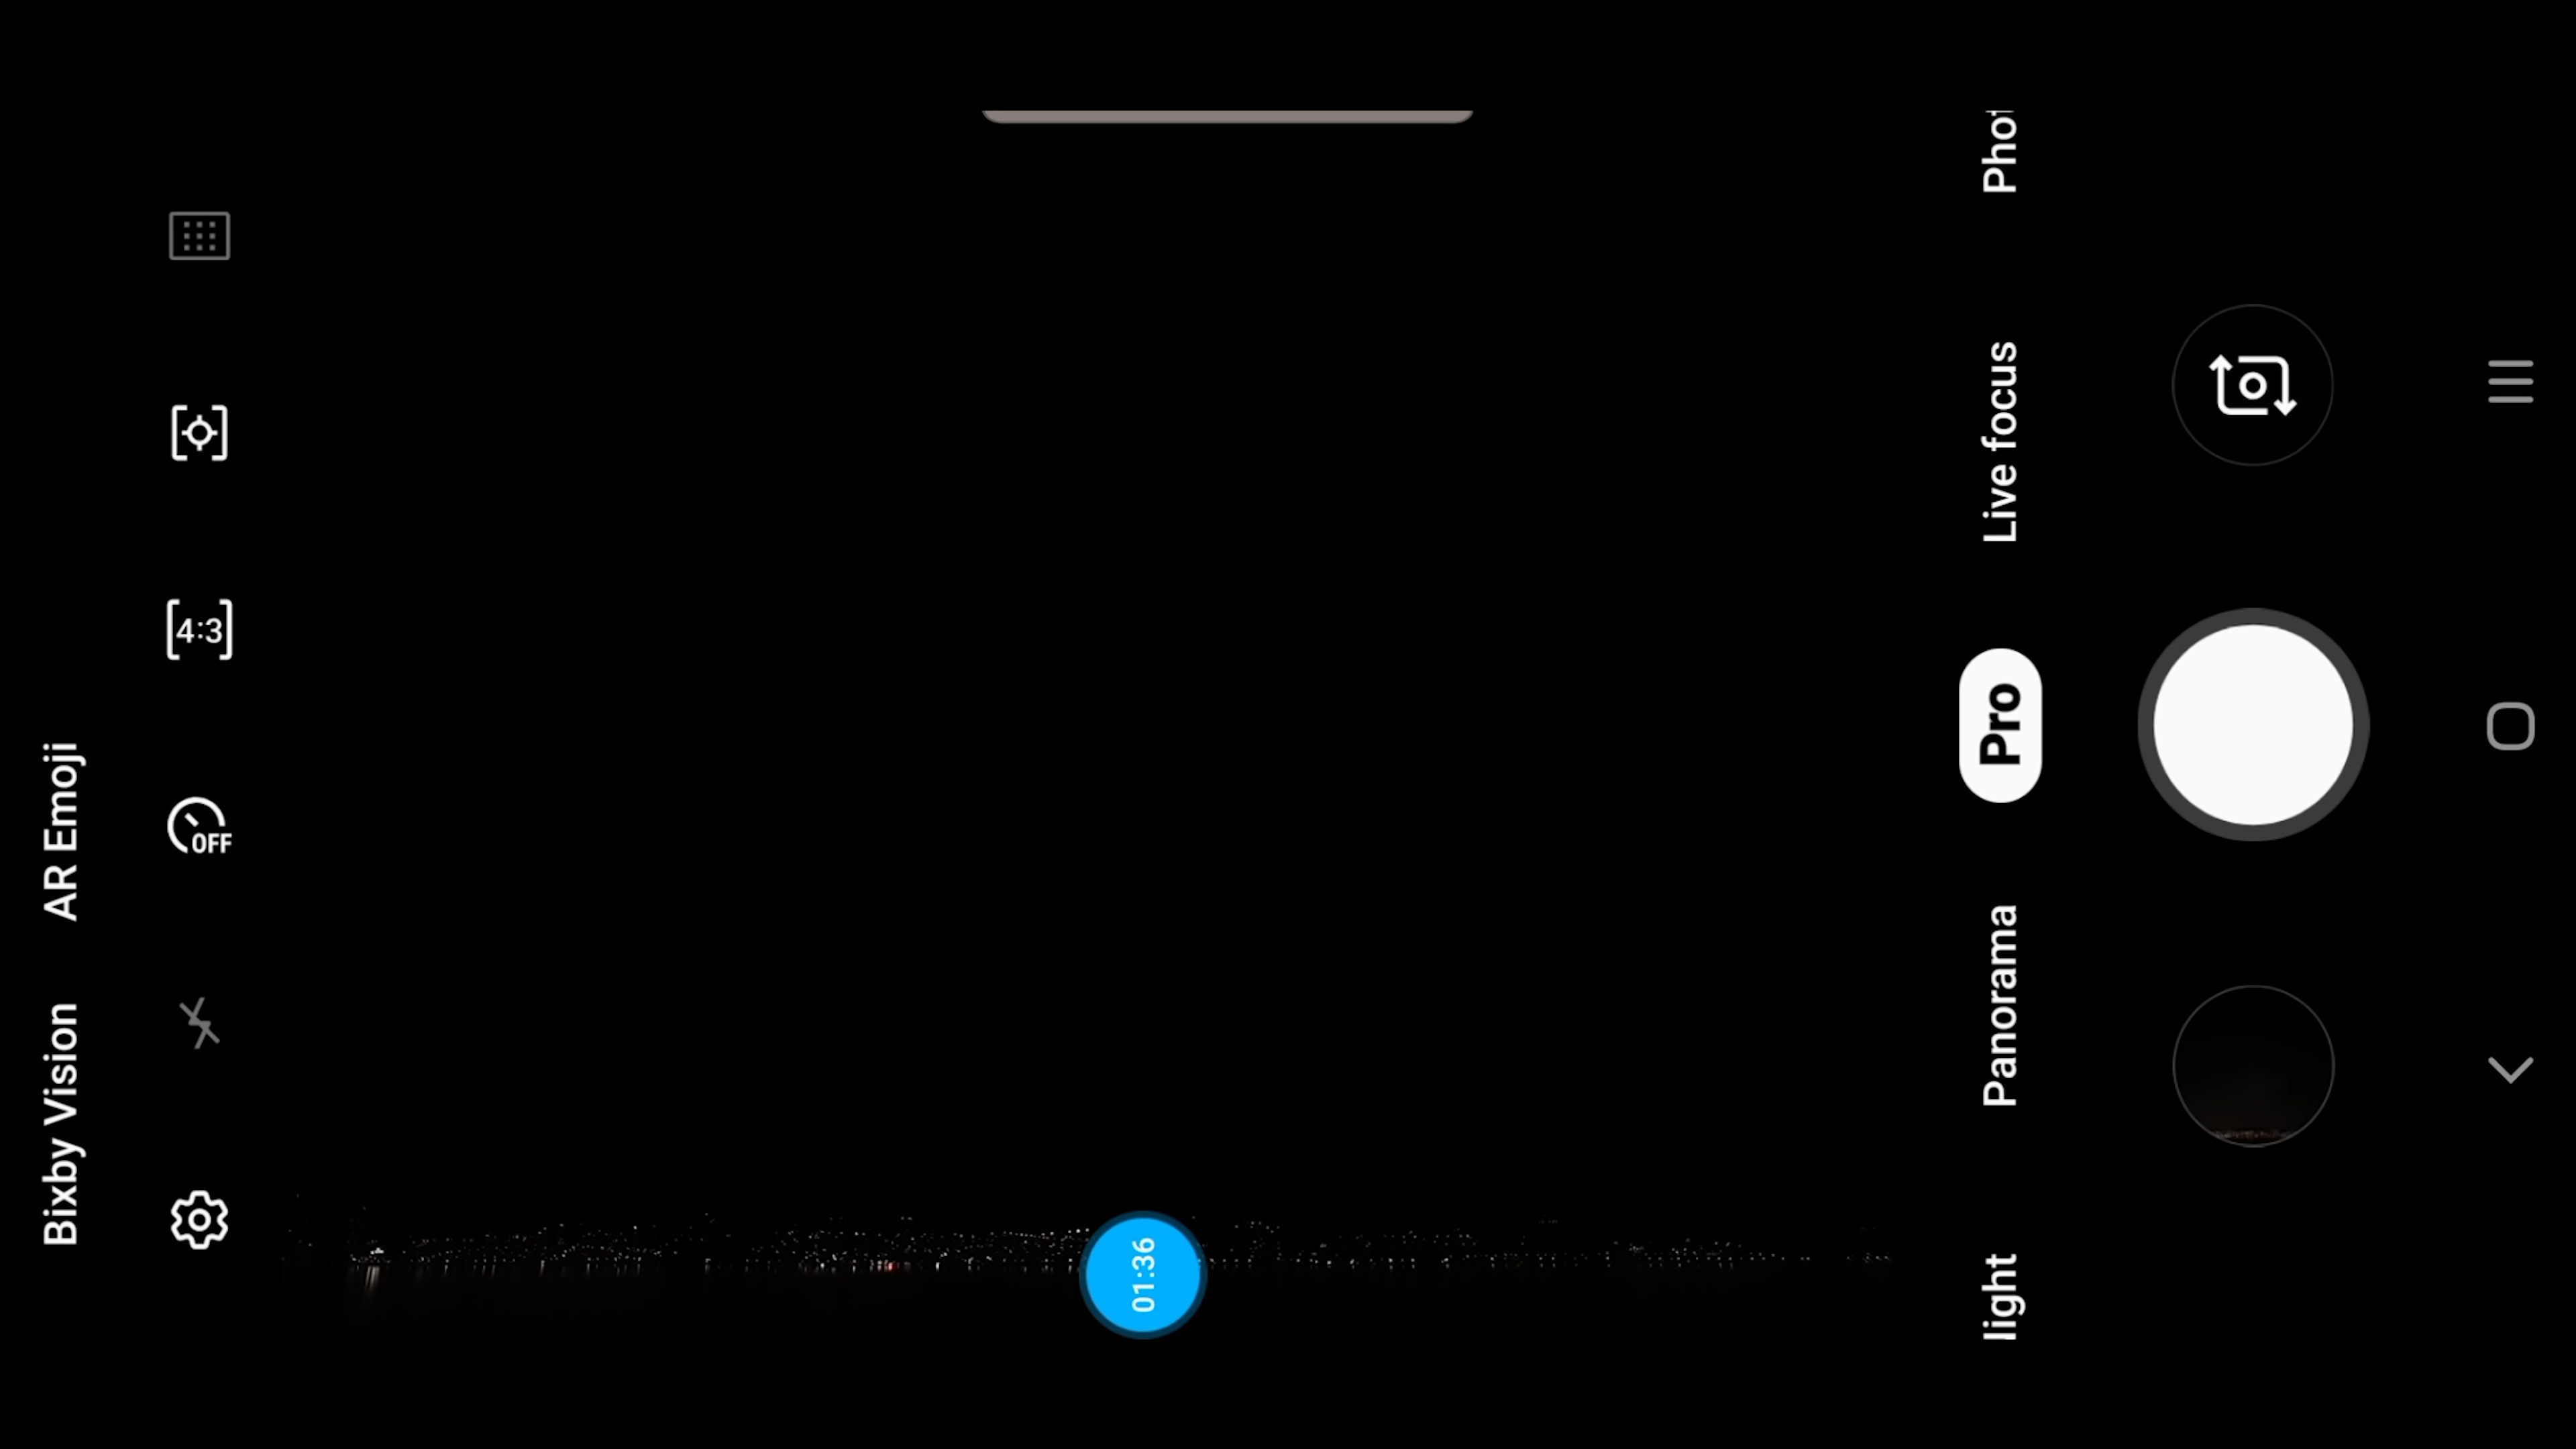 Bixby Vision
AR Emoji
4:3
OFF
01:36
light
Panorama
Pro
Live focus